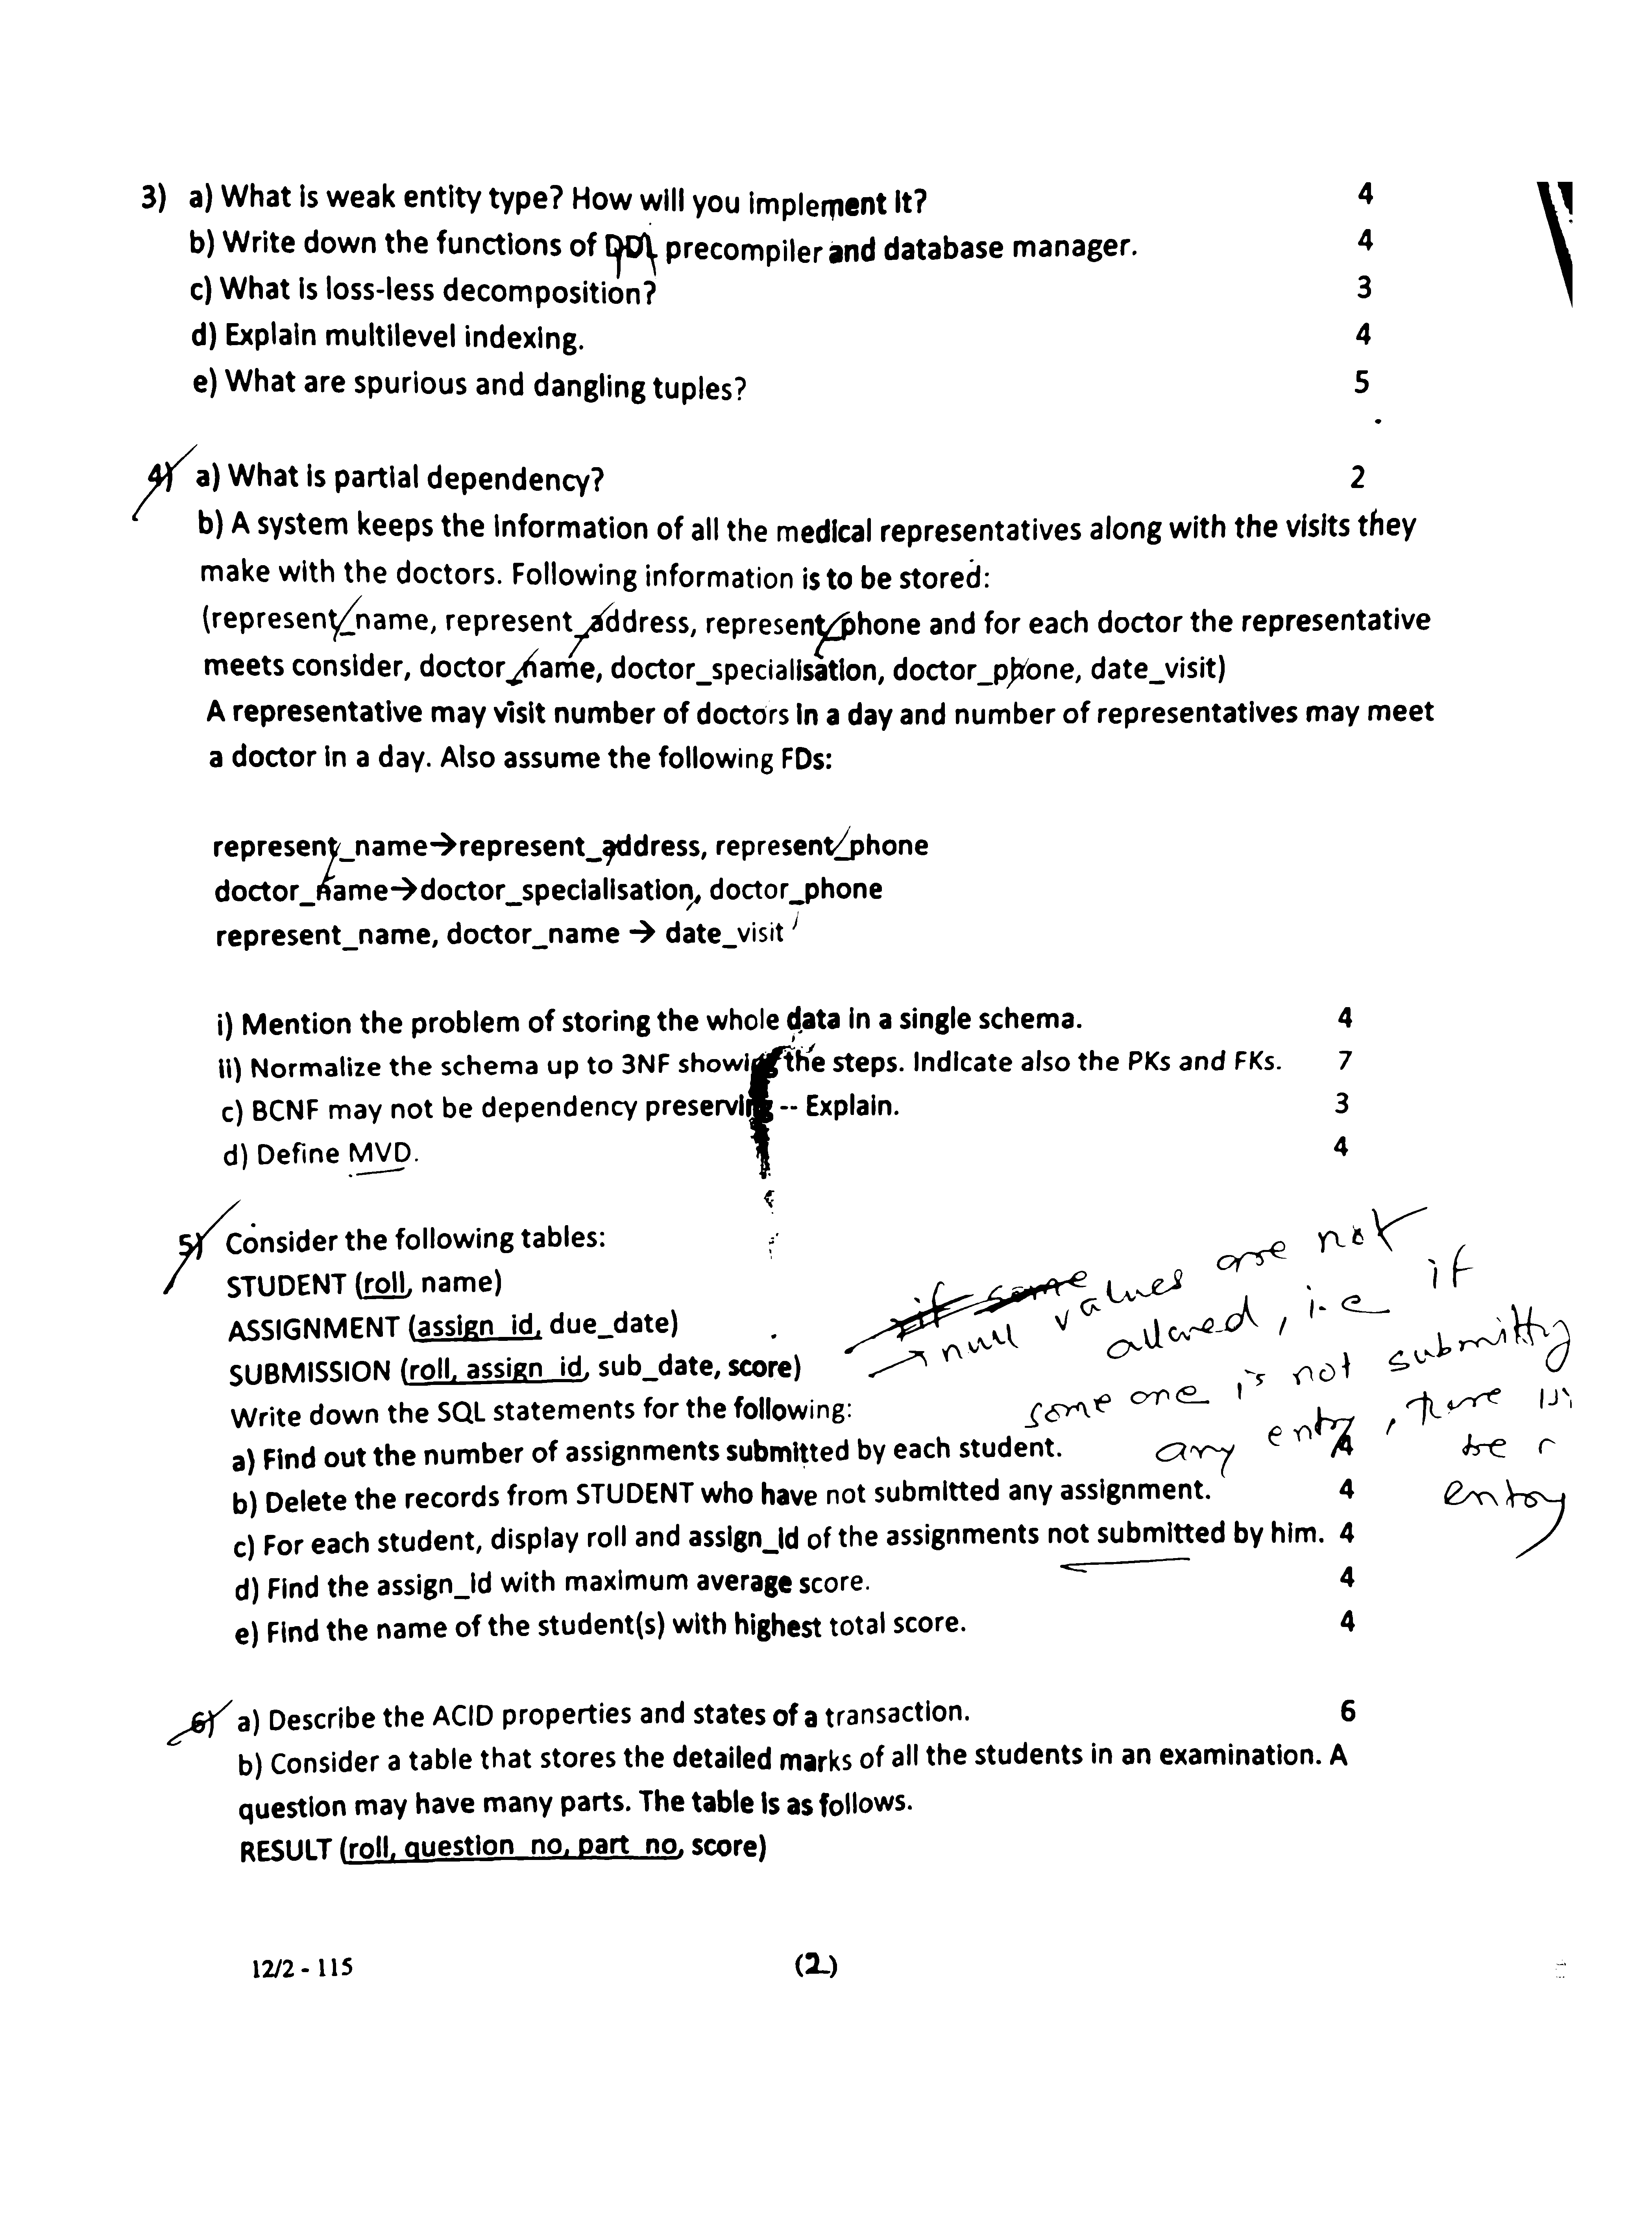 3) a) What is weak entity type? How will you implement it? 4
b) Write down the functions of DDL precompiler and database manager. 4
c) What is loss-less decomposition? 3
d) Explain multilevel indexing. 4
e) What are spurious and dangling tuples? 5
4) a) What is partial dependency? 2
b) A system keeps the information of all the medical representatives along with the visits they
make with the doctors. Following information is to be stored:
(represent_name, represent_address, represent_phone and for each doctor the representative
meets consider, doctor_name, doctor_specialisation, doctor_phone, date_visit)
A representative may visit number of doctors in a day and number of representatives may meet
a doctor in a day. Also assume the following FDs:
represent_name→represent_address, represent_phone
doctor_name→doctor_specialisation, doctor_phone
represent_name, doctor_name → date_visit
i) Mention the problem of storing the whole data in a single schema. 4
ii) Normalize the schema up to 3NF showing the steps. Indicate also the PKs and FKs. 7
c) BCNF may not be dependency preserving -- Explain. 3
d) Define MVD. 4
5) Consider the following tables:
STUDENT (roll, name)
ASSIGNMENT (assign_id, due_date)
SUBMISSION (roll, assign_id, sub_date, score)
Write down the SQL statements for the following:
a) Find out the number of assignments submitted by each student. 4
b) Delete the records from STUDENT who have not submitted any assignment. 4
c) For each student, display roll and assign_id of the assignments not submitted by him. 4
d) Find the assign_id with maximum average score. 4
e) Find the name of the student(s) with highest total score. 4
if some
→ null values are not
allowed, i.e if
some one is not submitting
any entry, there
be
entry
6) a) Describe the ACID properties and states of a transaction. 6
b) Consider a table that stores the detailed marks of all the students in an examination. A
question may have many parts. The table is as follows.
RESULT (roll, question_no, part_no, score)
12/2 - 115 (2)